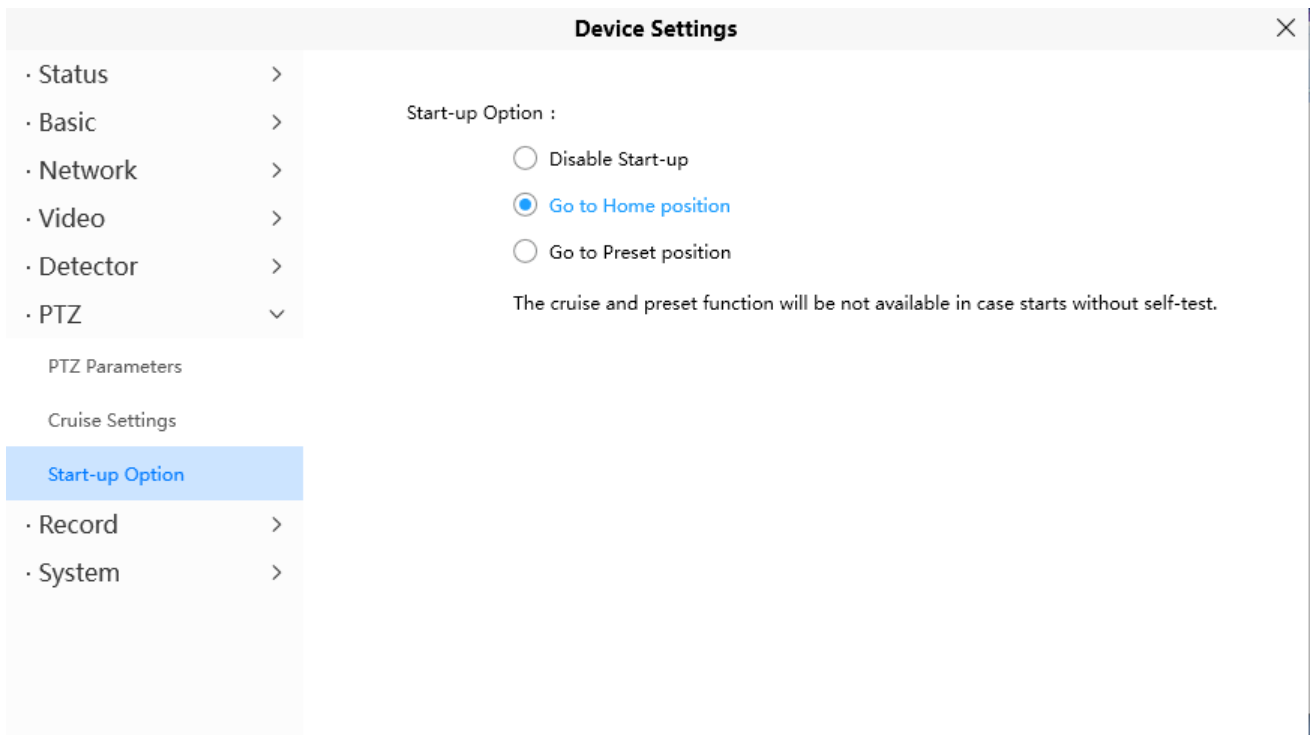 Device Settings
· Status
· Basic
· Network
· Video
· Detector
· PTZ
PTZ Parameters
Cruise Settings
Start-up Option
· Record
· System
Start-up Option :
Disable Start-up
Go to Home position
Go to Preset position
The cruise and preset function will be not available in case starts without self-test.